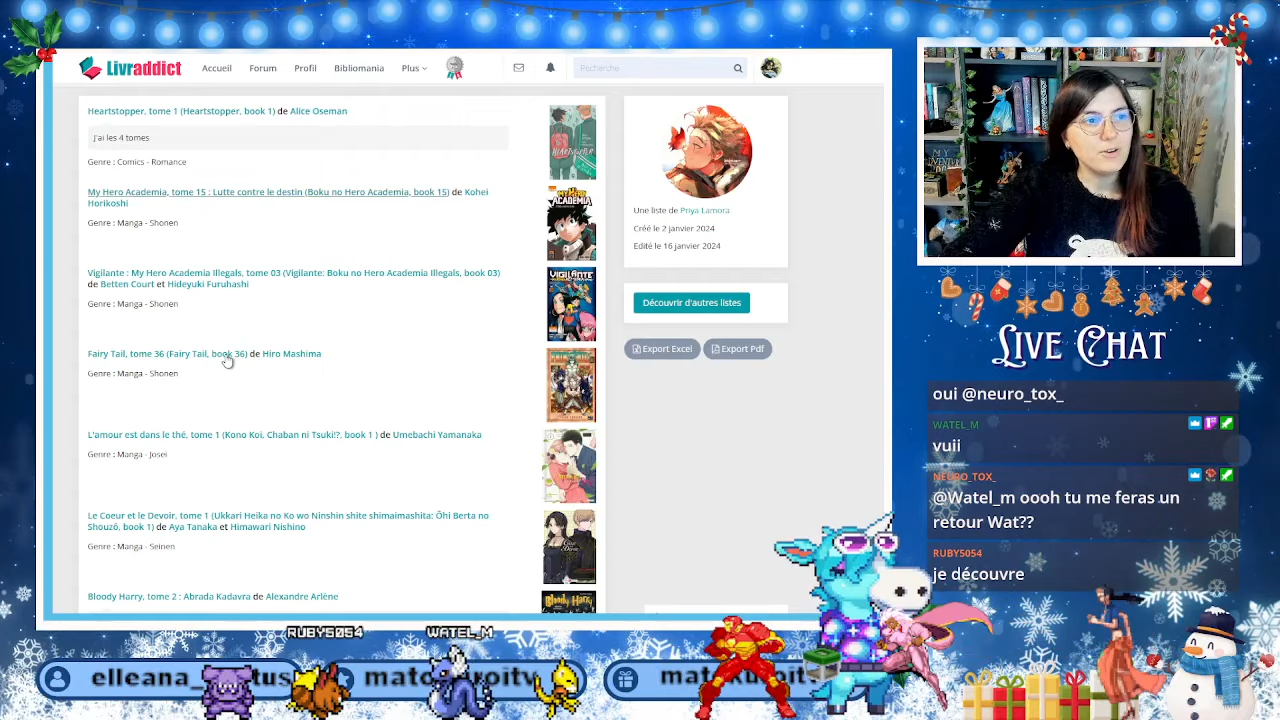 Livraddict
Accueil
Forum
Profil
Bibliomania
Plus
Recherche
Heartstopper, tome 1 (Heartstopper, book 1) de Alice Oseman
J'ai les 4 tomes
Genre : Comics - Romance
My Hero Academia, tome 15 : Lutte contre le destin (Boku no Hero Academia, book 15) de Kohei
Horikoshi
Genre : Manga - Shonen
Vigilante : My Hero Academia Illegals, tome 03 (Vigilante: Boku no Hero Academia Illegals, book 03)
de Betten Court et Hideyuki Furuhashi
Genre : Manga - Shonen
Fairy Tail, tome 36 (Fairy Tail, book 36) de Hiro Mashima
Genre : Manga - Shonen
L'amour est dans le thé, tome 1 (Kono Koi, Chaban ni Tsuki!?, book 1 ) de Umebachi Yamanaka
Genre : Manga - Josei
Le Coeur et le Devoir, tome 1 (Ukkari Heika no Ko wo Ninshin shite shimaimashita: Ōhi Berta no
Shouzō, book 1) de Aya Tanaka et Himawari Nishino
Genre : Manga - Seinen
Bloody Harry, tome 2 : Abrada Kadavra de Alexandre Arlène
HEARTSTOPPER
MY HERO
ACADEMIA
VIGILANTE
Bloody Harry
Une liste de Priya Lamora
Créé le 2 janvier 2024
Edité le 16 janvier 2024
Découvrir d'autres listes
Export Excel
Export Pdf
LIVE CHAT
oui @neuro_tox_
WATEL_M
vuii
NEURO_TOX_
@Watel_m oooh tu me feras un
retour Wat??
RUBY5054
je découvre
RUBY5054
WATEL_M